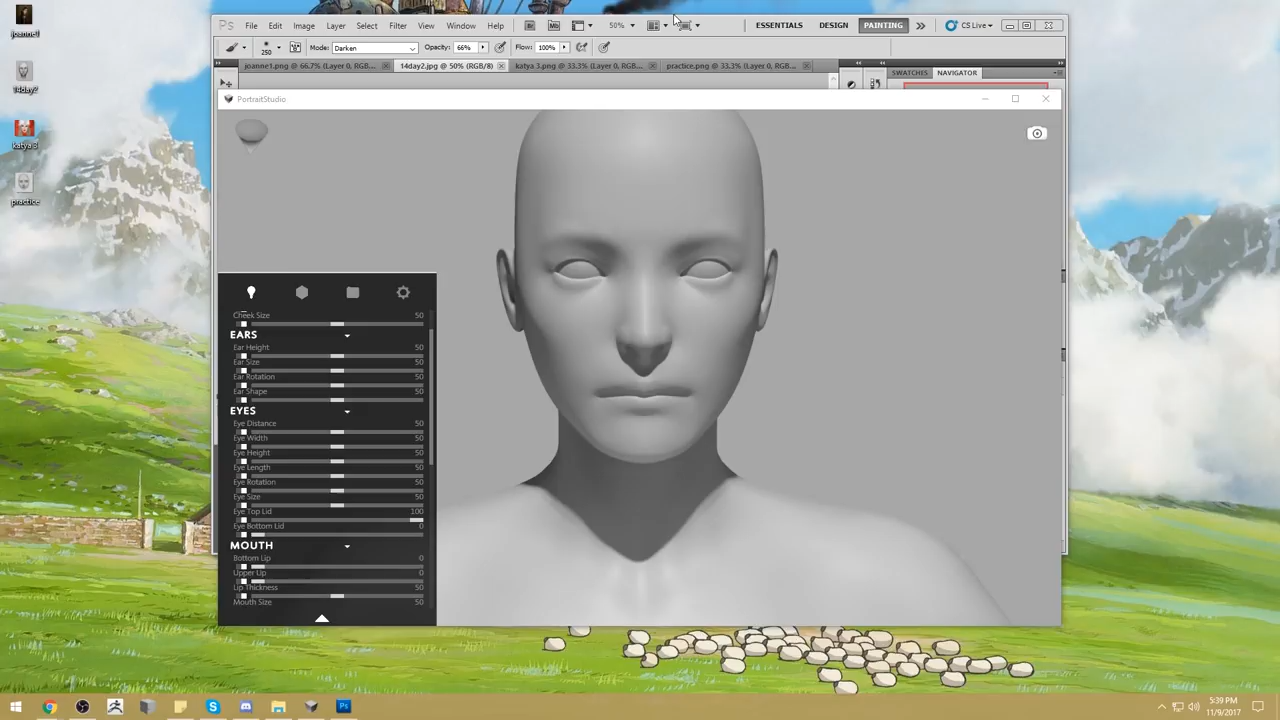 joanne1
14day2
katya 3
practice
Ps File Edit Image Layer Select Filter View Window Help Br Mb 50% ESSENTIALS DESIGN PAINTING CS Live
250 Mode: Darken Opacity: 66% Flow: 100%
joanne1.png @ 66.7% (Layer 0, RGB... 14day2.jpg @ 50% (RGB/8) katya 3.png @ 33.3% (Layer 0, RGB... practice.png @ 33.3% (Layer 0, RGB... SWATCHES NAVIGATOR
PortraitStudio
Cheek Size 50
EARS
Ear Height 50
Ear Size 50
Ear Rotation 50
Ear Shape 50
EYES
Eye Distance 50
Eye Width 50
Eye Height 50
Eye Length 50
Eye Rotation 50
Eye Size 50
Eye Top Lid 100
Eye Bottom Lid 0
MOUTH
Bottom Lip 0
Upper Up 0
Lip Thickness 50
Mouth Size 50
Ps
5:39 PM
11/9/2017